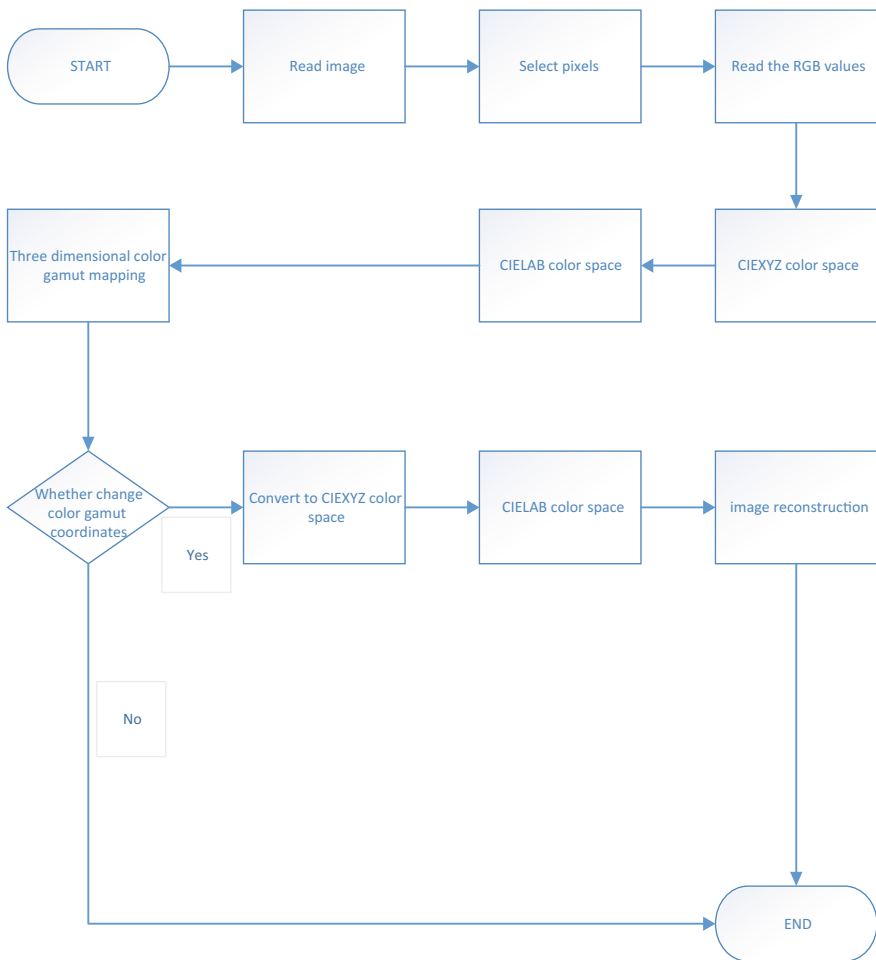 START
Read image
Select pixels
Read the RGB values
Three dimensional color
gamut mapping
CIELAB color space
CIEXYZ color space
Whether change
color gamut
coordinates
Yes
Convert to CIEXYZ color
space
CIELAB color space
image reconstruction
No
END